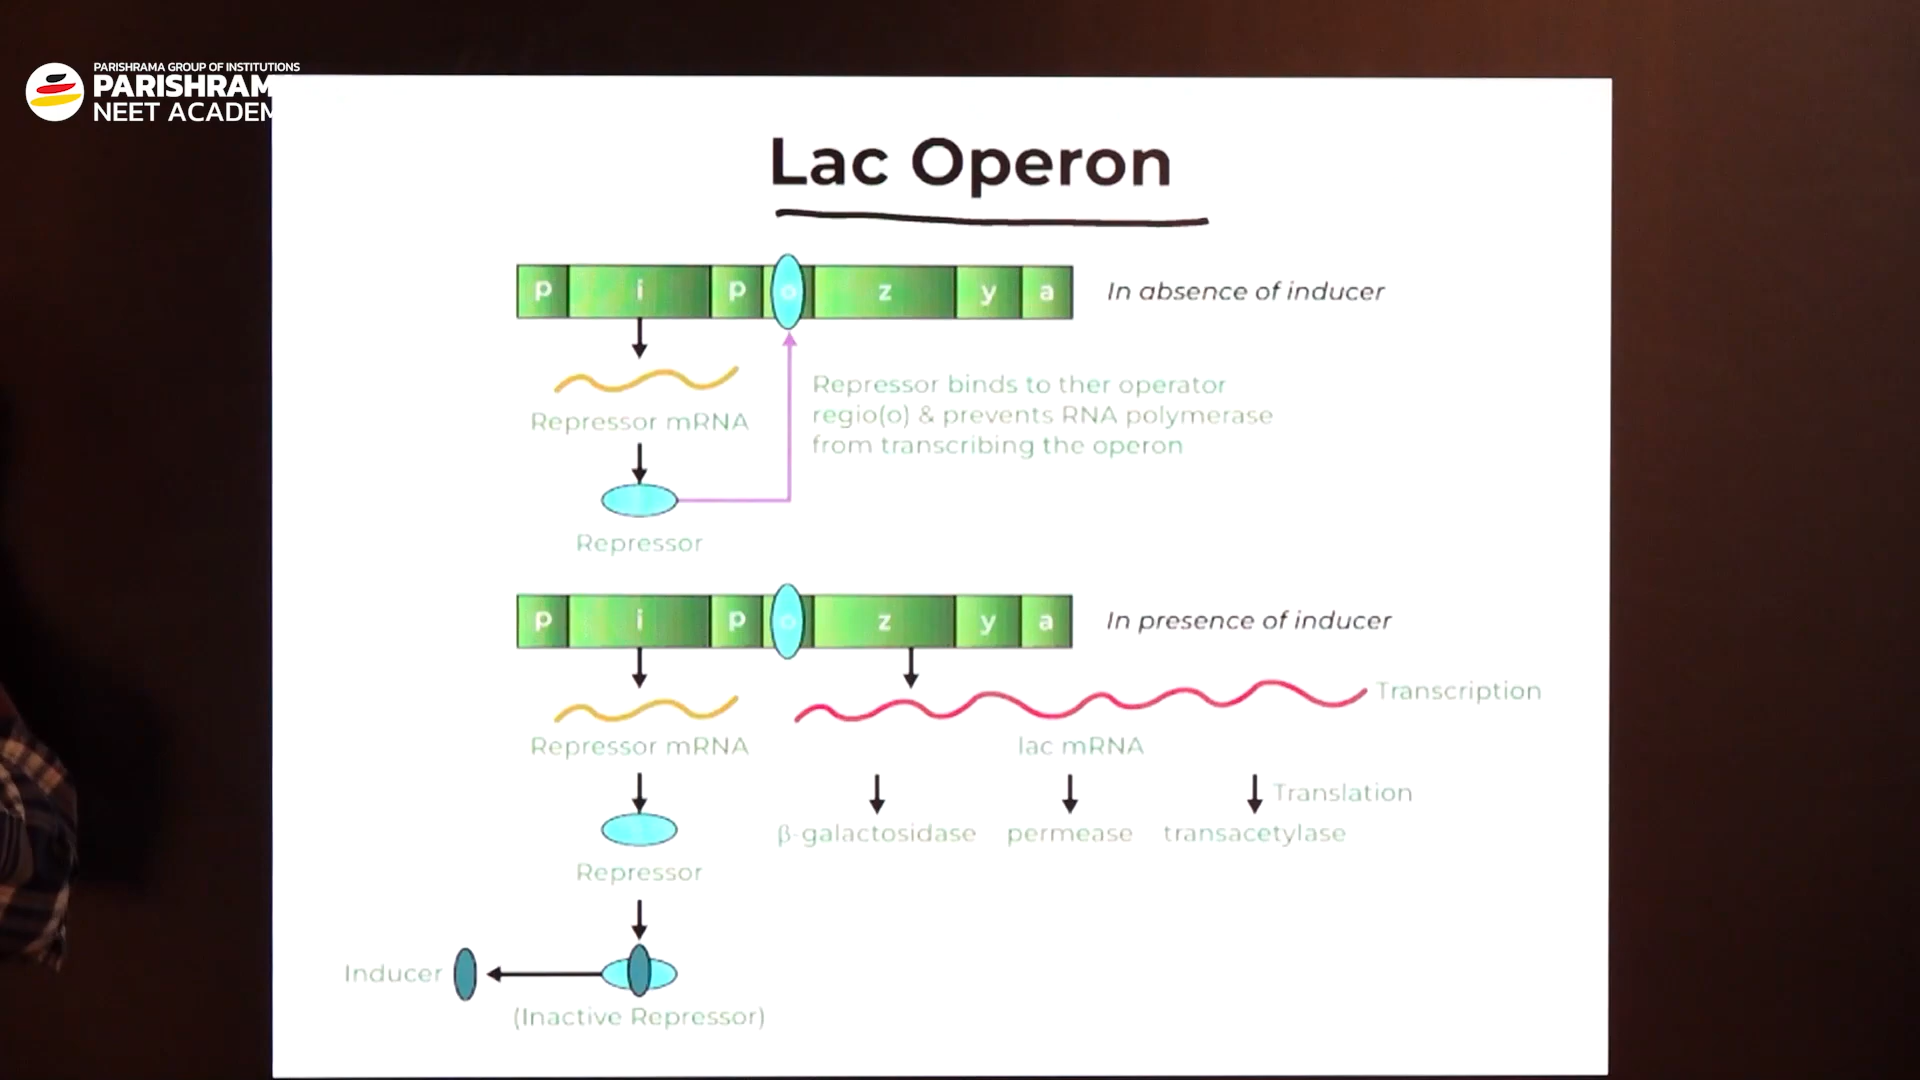 PARISHRAMA GROUP OF INSTITUTIONS
PARISHRAM
NEET ACADEM
Lac Operon
p i p o z y a In absence of inducer
Repressor binds to ther operator
regio(o) & prevents RNA polymerase
from transcribing the operon
Repressor mRNA
Repressor
p i p o z y a In presence of inducer
Transcription
Repressor mRNA lac mRNA
Translation
β-galactosidase permease transacetylase
Repressor
Inducer
(Inactive Repressor)